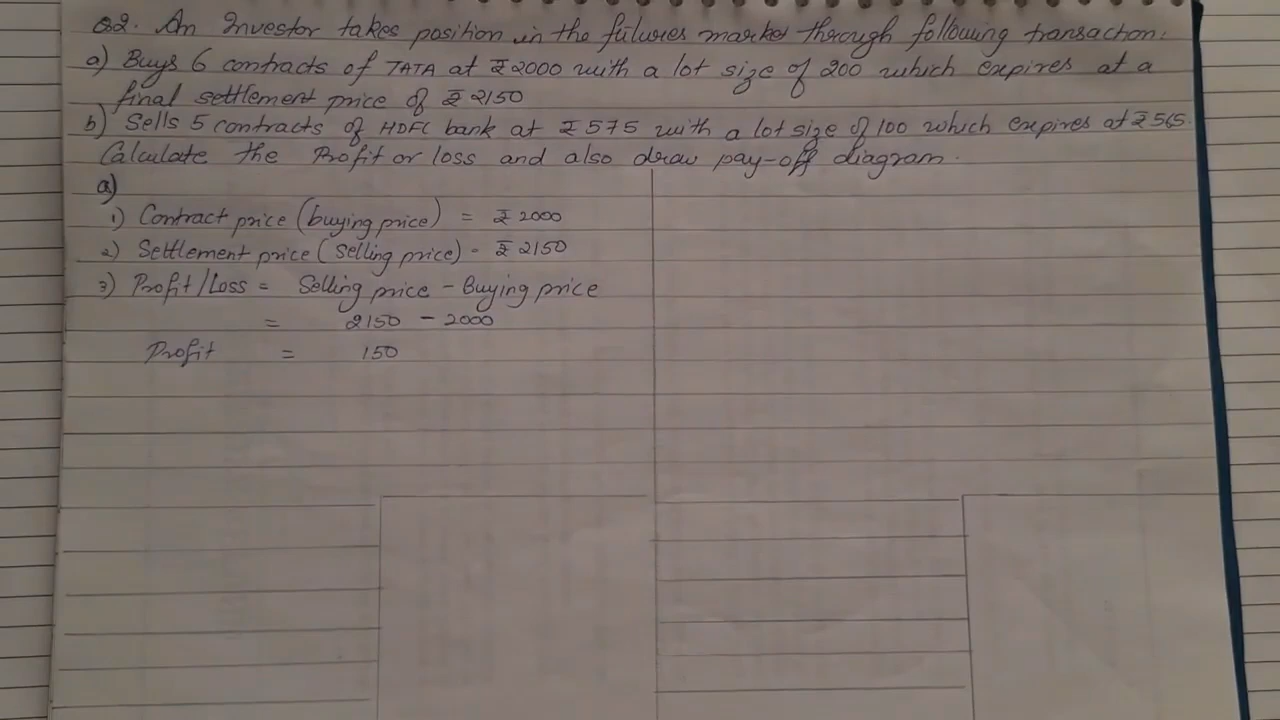 Q2. An Investor takes position in the futures market through following transaction:
a) Buys 6 contracts of TATA at ₹2000 with a lot size of 200 which expires at a
final settlement price of ₹2150
b) Sells 5 contracts of HDFC bank at ₹575 with a lot size of 100 which expires at ₹565.
Calculate the Profit or loss and also draw pay-off diagram.
a)
1) Contract price (buying price) = ₹2000
2) Settlement price (selling price) - ₹2150
3) Profit/Loss = Selling price - Buying price
= 2150 - 2000
Profit = 150